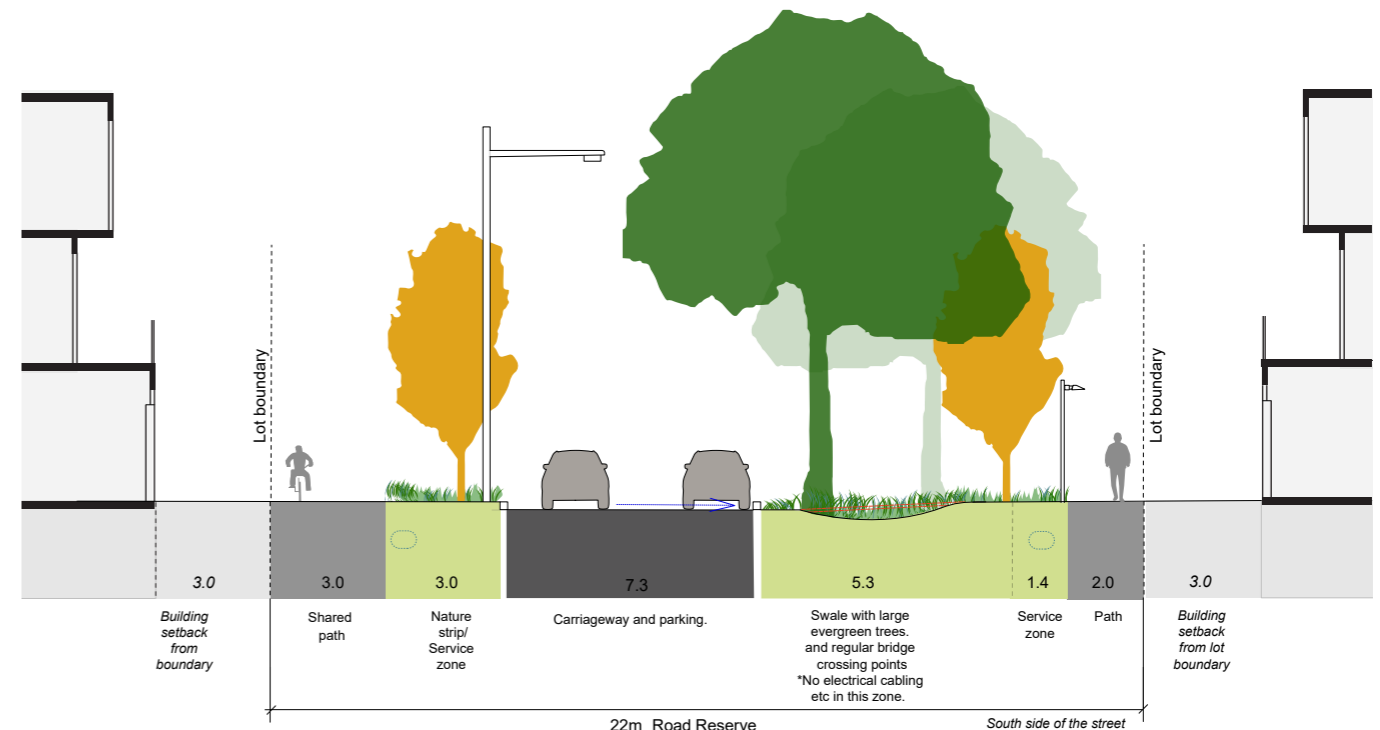 Lot boundary
Lot boundary
3.0
3.0
3.0
7.3
5.3
1.4
2.0
3.0
Building
setback
from
boundary
Shared
path
Nature
strip/
Service
zone
Carriageway and parking.
Swale with large
evergreen trees.
and regular bridge
crossing points
*No electrical cabling
etc in this zone.
Service
zone
Path
Building
setback
from lot
boundary
22m Road Reserve
South side of the street